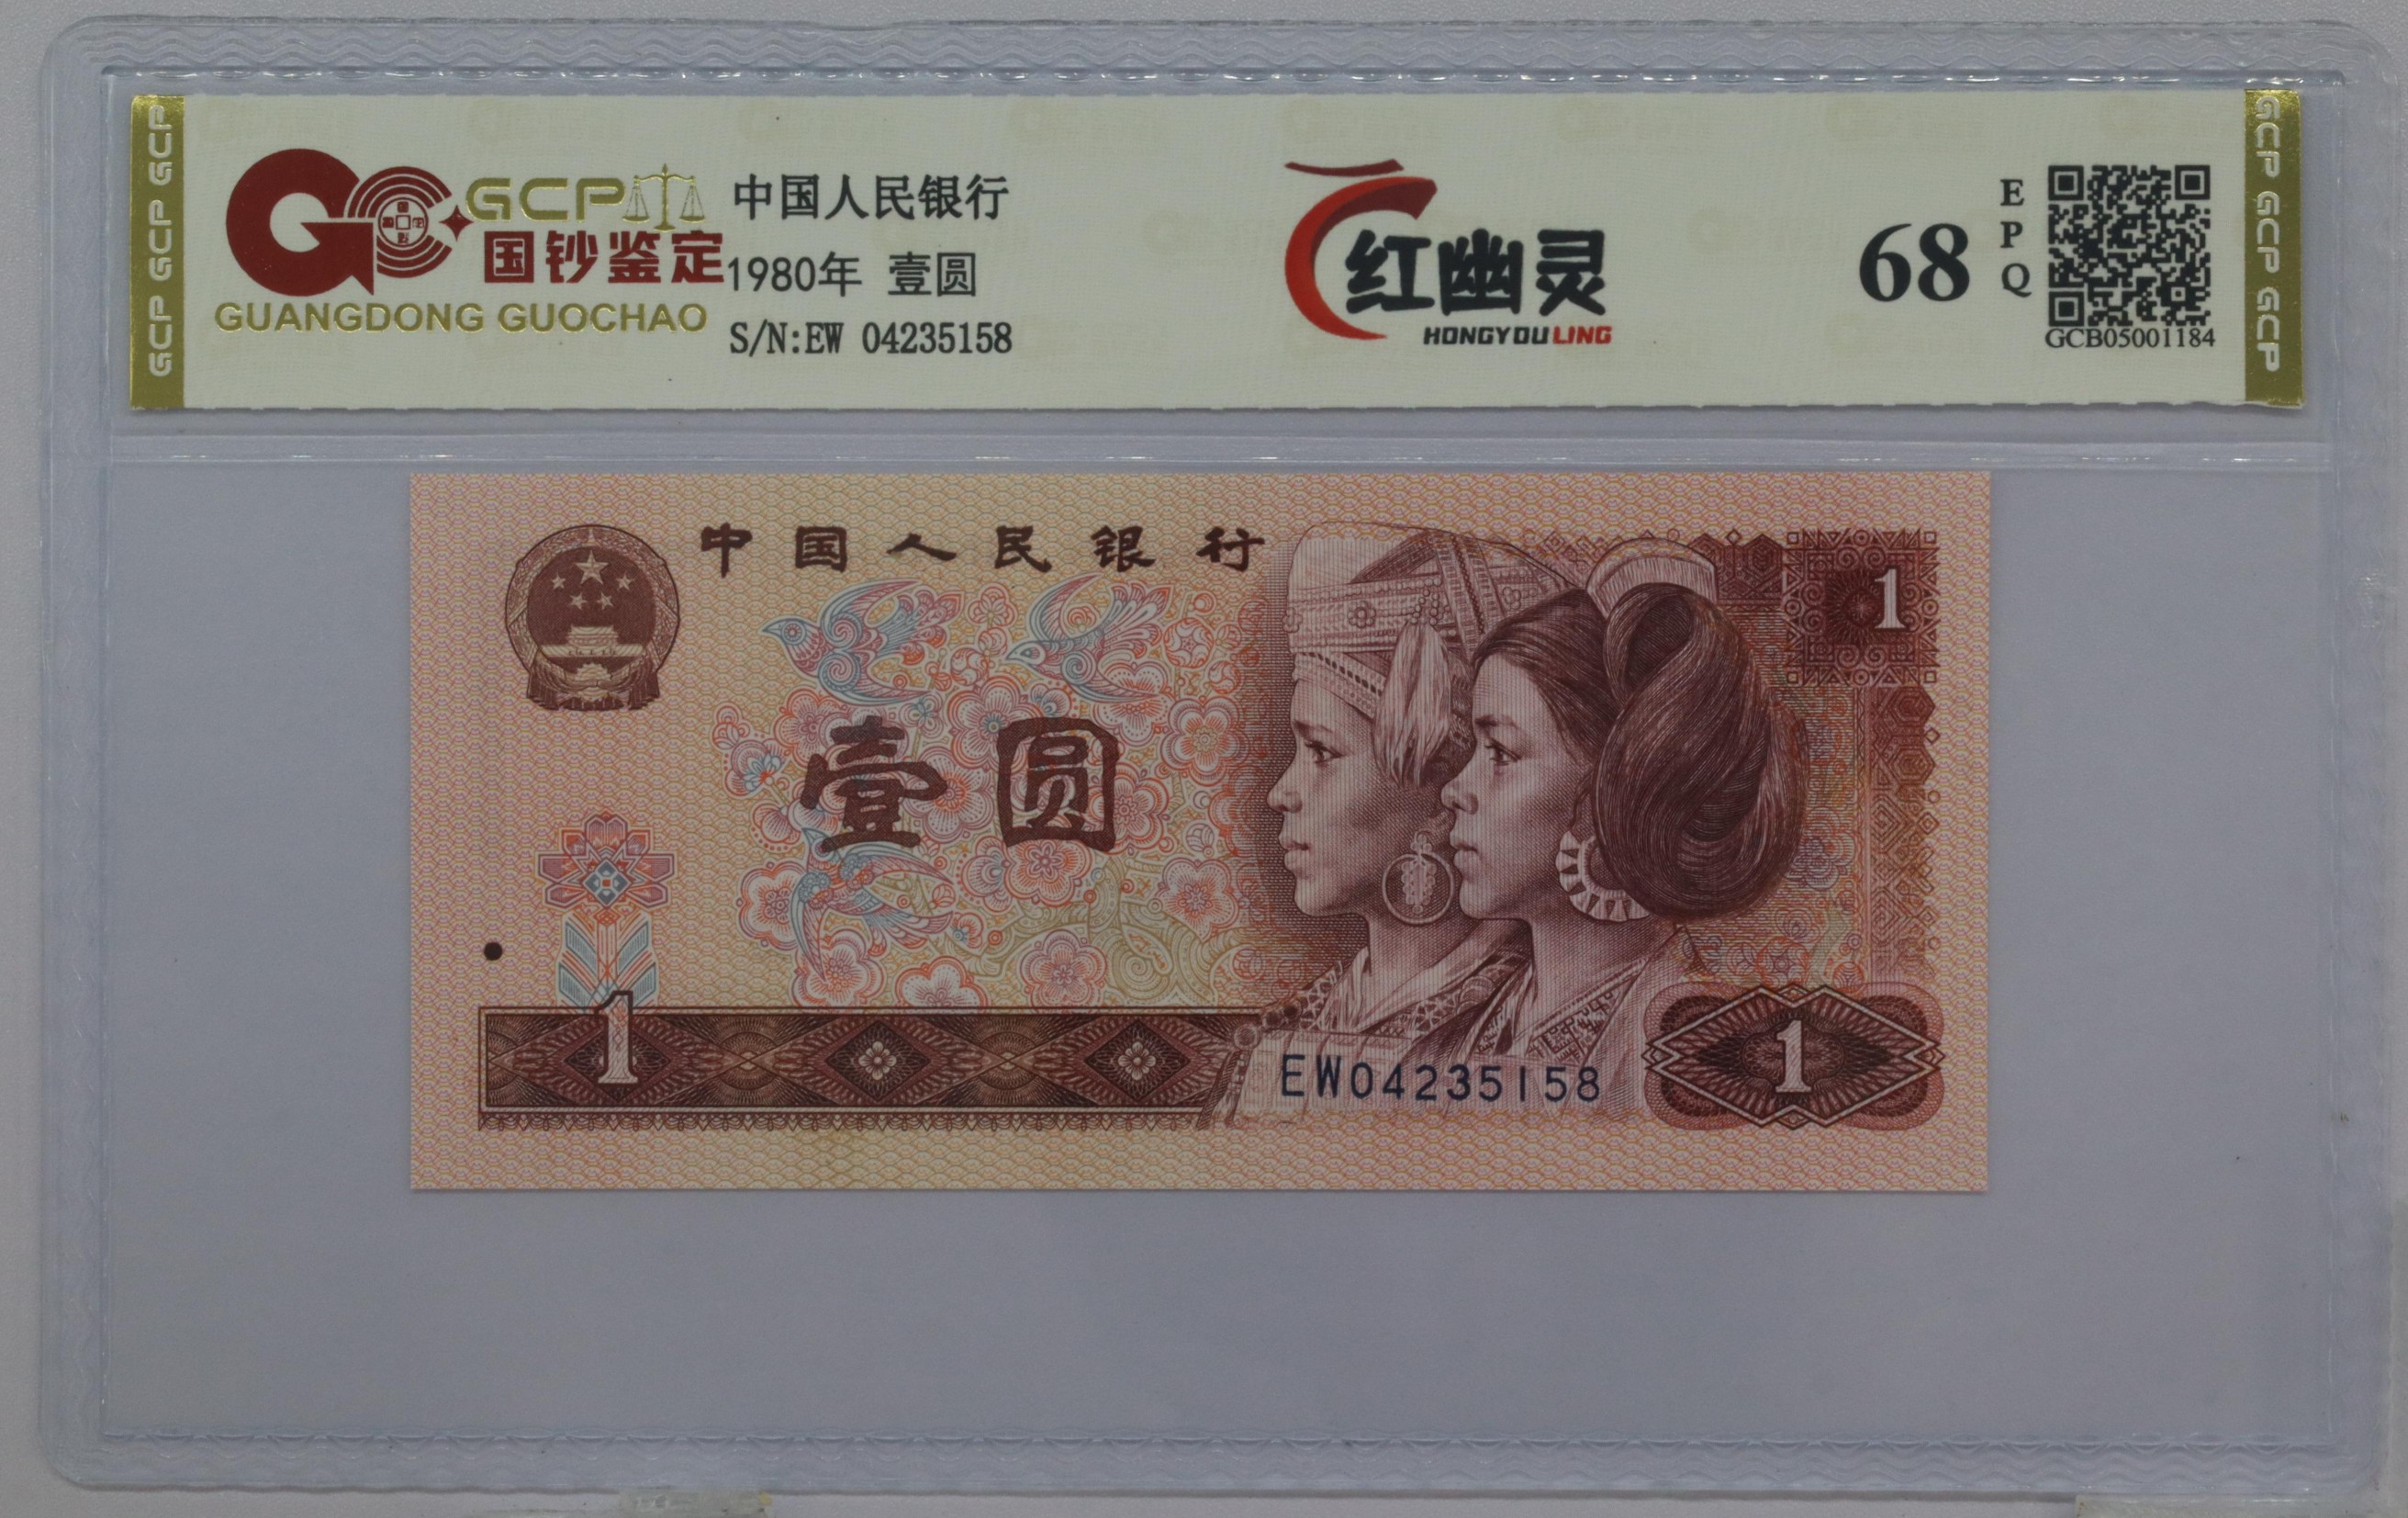 GCP GCP GCP
GCP
国钞鉴定
GUANGDONG GUOCHAO
中国人民银行
1980年 壹圆
S/N:EW 04235158
红幽灵
HONGYOULING
68
EPQ
GCB05001184
GCP GCP GCP
中国人民银行
1
壹圆
1
EW04235158
1